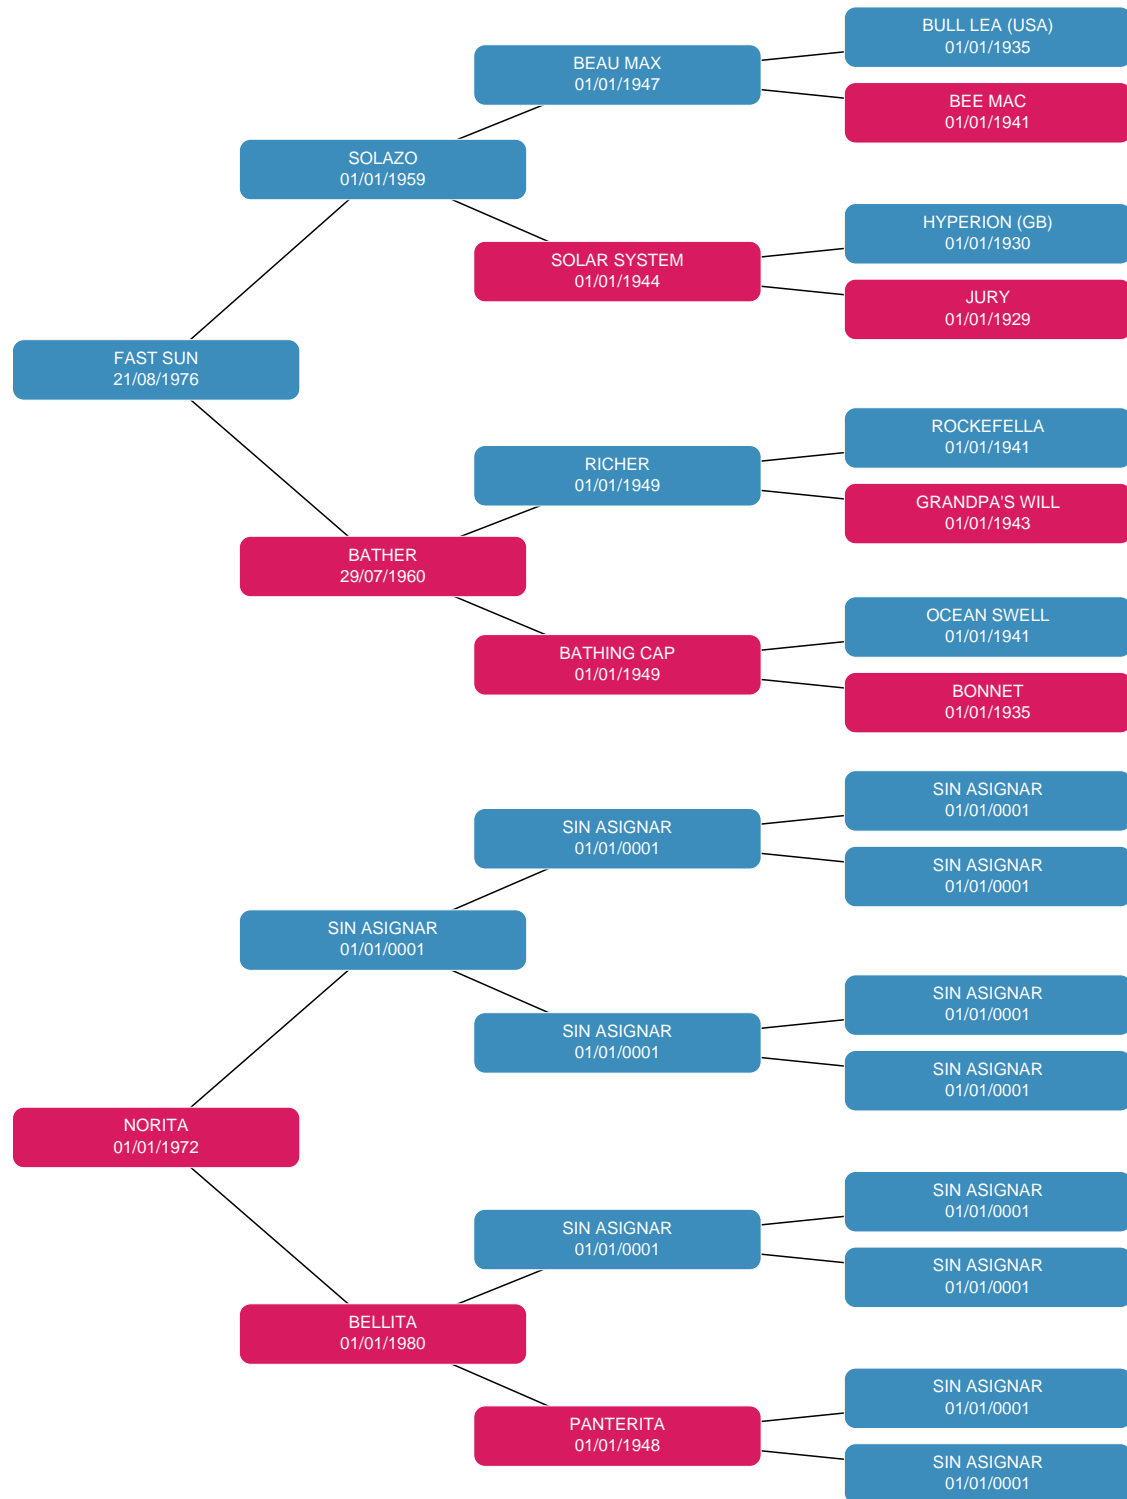 BULL LEA (USA)
01/01/1935
BEAU MAX
01/01/1947
BEE MAC
01/01/1941
SOLAZO
01/01/1959
HYPERION (GB)
01/01/1930
SOLAR SYSTEM
01/01/1944
JURY
01/01/1929
FAST SUN
21/08/1976
ROCKEFELLA
01/01/1941
RICHER
01/01/1949
GRANDPA'S WILL
01/01/1943
BATHER
29/07/1960
OCEAN SWELL
01/01/1941
BATHING CAP
01/01/1949
BONNET
01/01/1935
SIN ASIGNAR
01/01/0001
SIN ASIGNAR
01/01/0001
SIN ASIGNAR
01/01/0001
SIN ASIGNAR
01/01/0001
SIN ASIGNAR
01/01/0001
SIN ASIGNAR
01/01/0001
SIN ASIGNAR
01/01/0001
NORITA
01/01/1972
SIN ASIGNAR
01/01/0001
SIN ASIGNAR
01/01/0001
SIN ASIGNAR
01/01/0001
BELLITA
01/01/1980
SIN ASIGNAR
01/01/0001
PANTERITA
01/01/1948
SIN ASIGNAR
01/01/0001